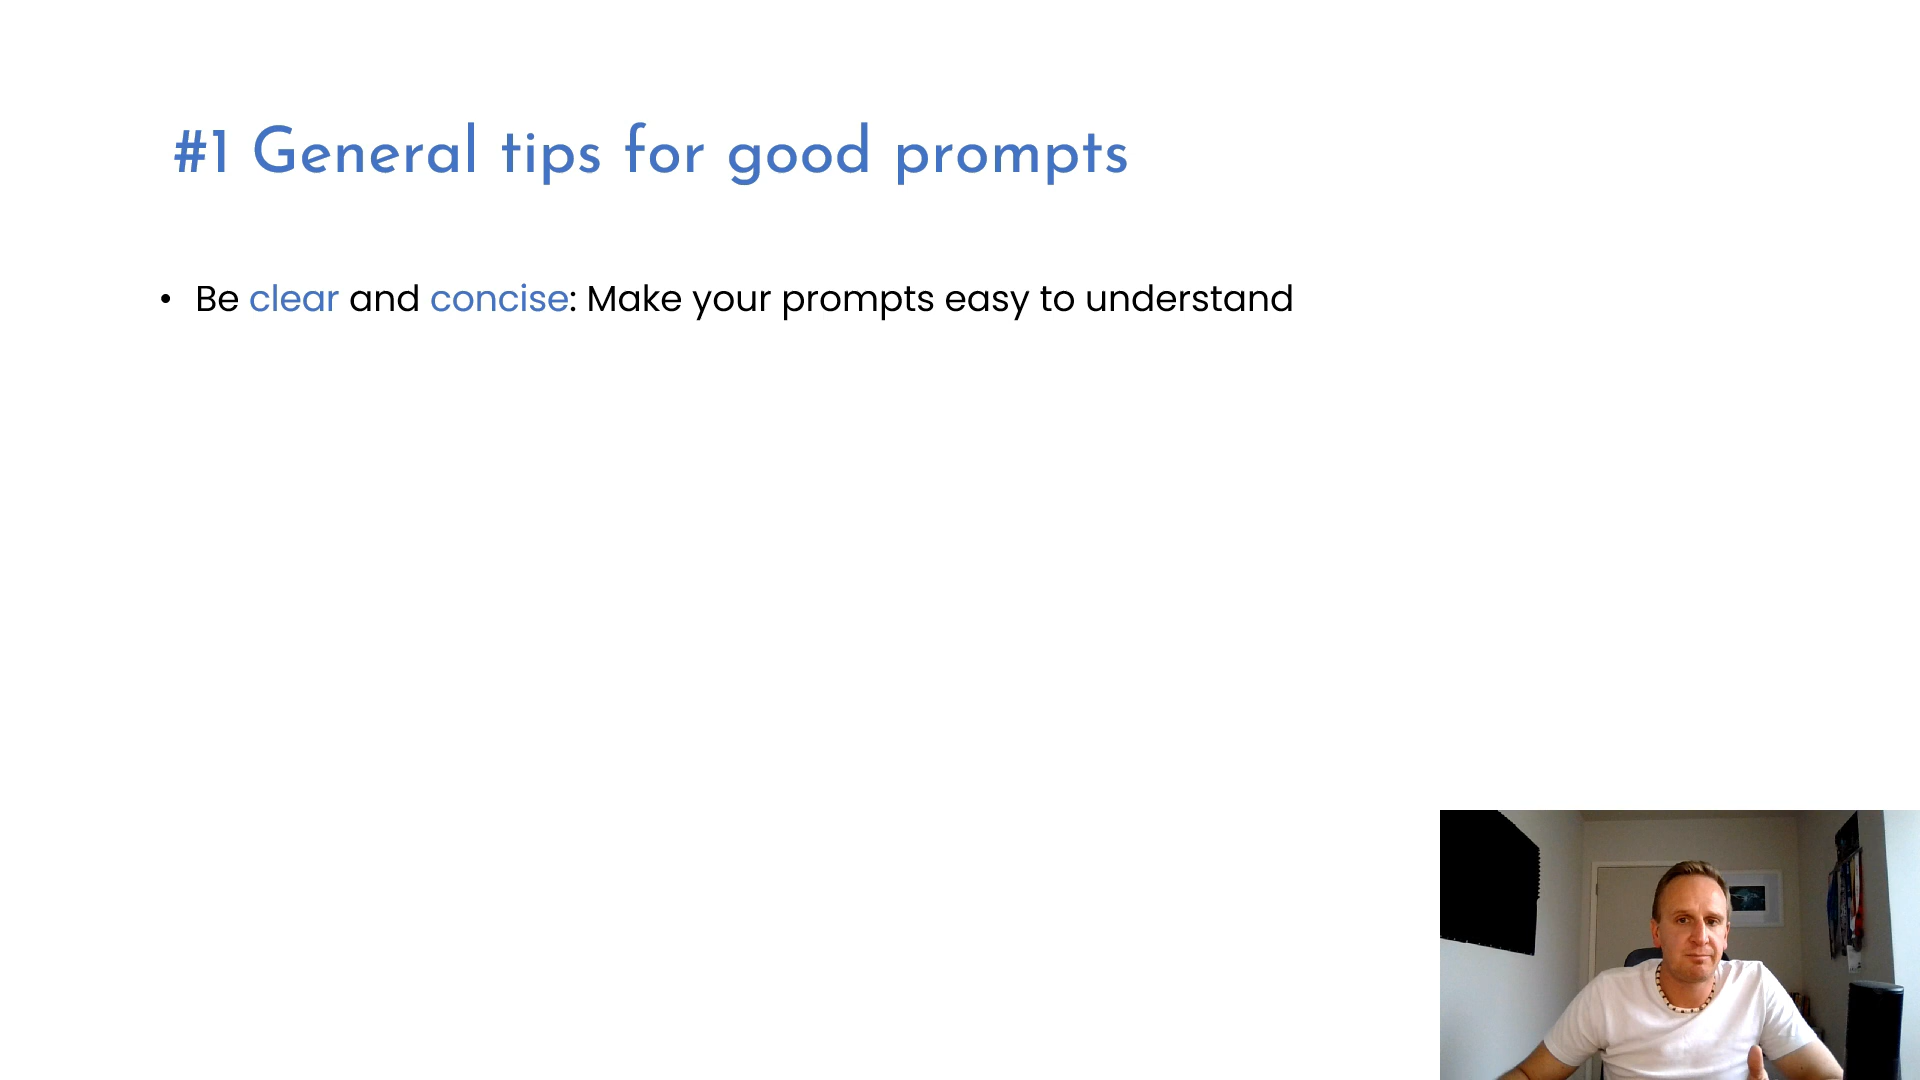 #1 General tips for good prompts
• Be clear and concise: Make your prompts easy to understand